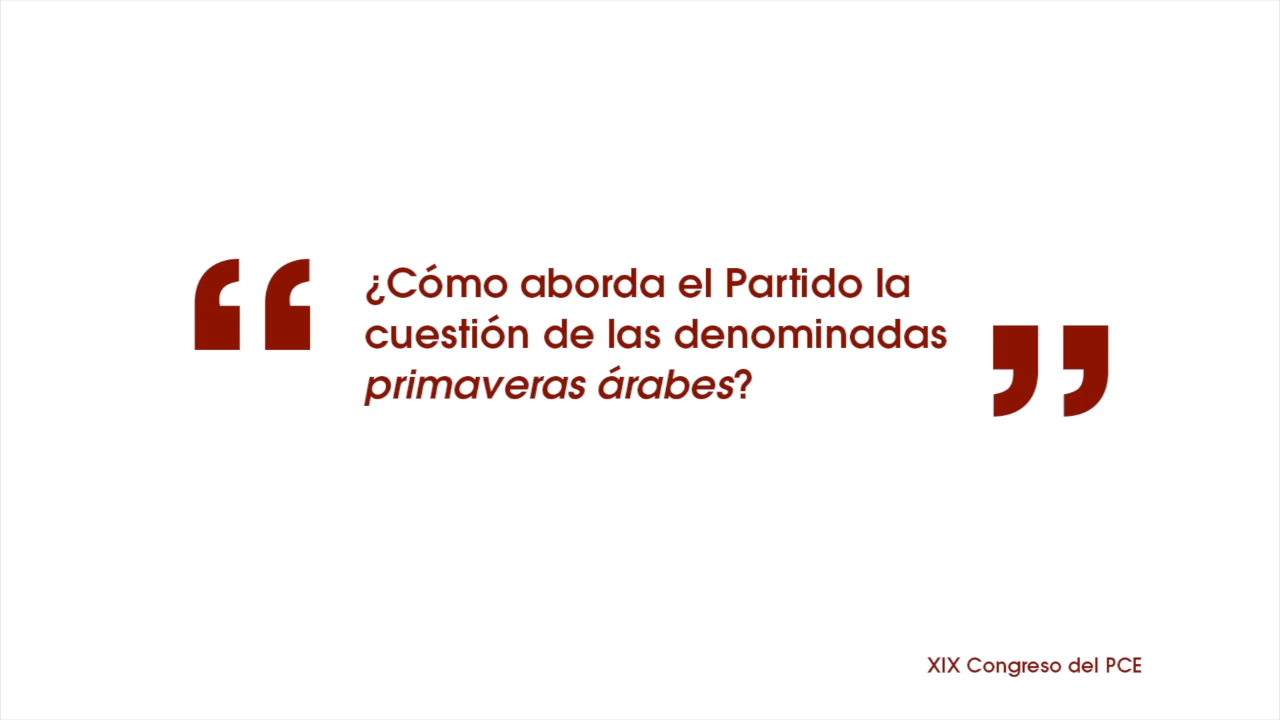 “ ¿Cómo aborda el Partido la
cuestión de las denominadas
primaveras árabes? ”
XIX Congreso del PCE